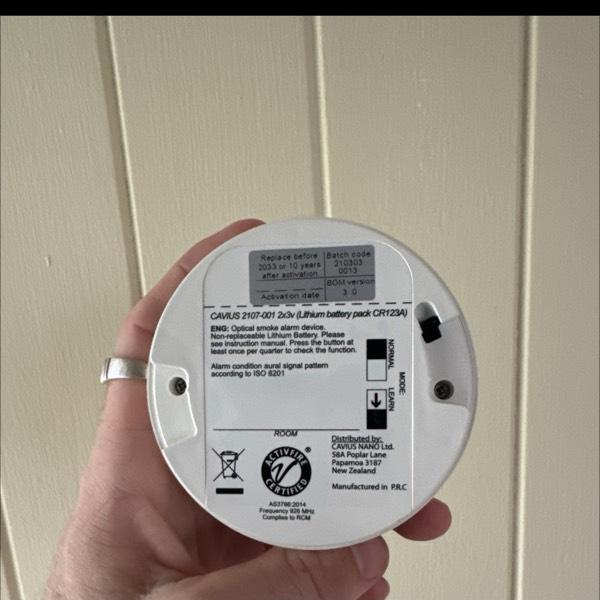 Replace before
2033 or 10 years
after activation
Activation date
Batch code
210303
0013
BOM version
3.0
CAVIUS 2107-001 2x3v (Lithium battery pack CR123A)
ENG: Optical smoke alarm device.
Non-replaceable Lithium Battery. Please
see instruction manual. Press the button at
least once per quarter to check the function.
Alarm condition aural signal pattern
according to ISO 8201
NORMAL
MODE:
LEARN
ROOM
ACTIVFIRE
®
CERTIFIED
AS3786:2014
Frequency 926 MHz
Complies to RCM
Distributed by:
CAVIUS NANO Ltd.
58A Poplar Lane
Papamoa 3187
New Zealand
Manufactured in P.R.C